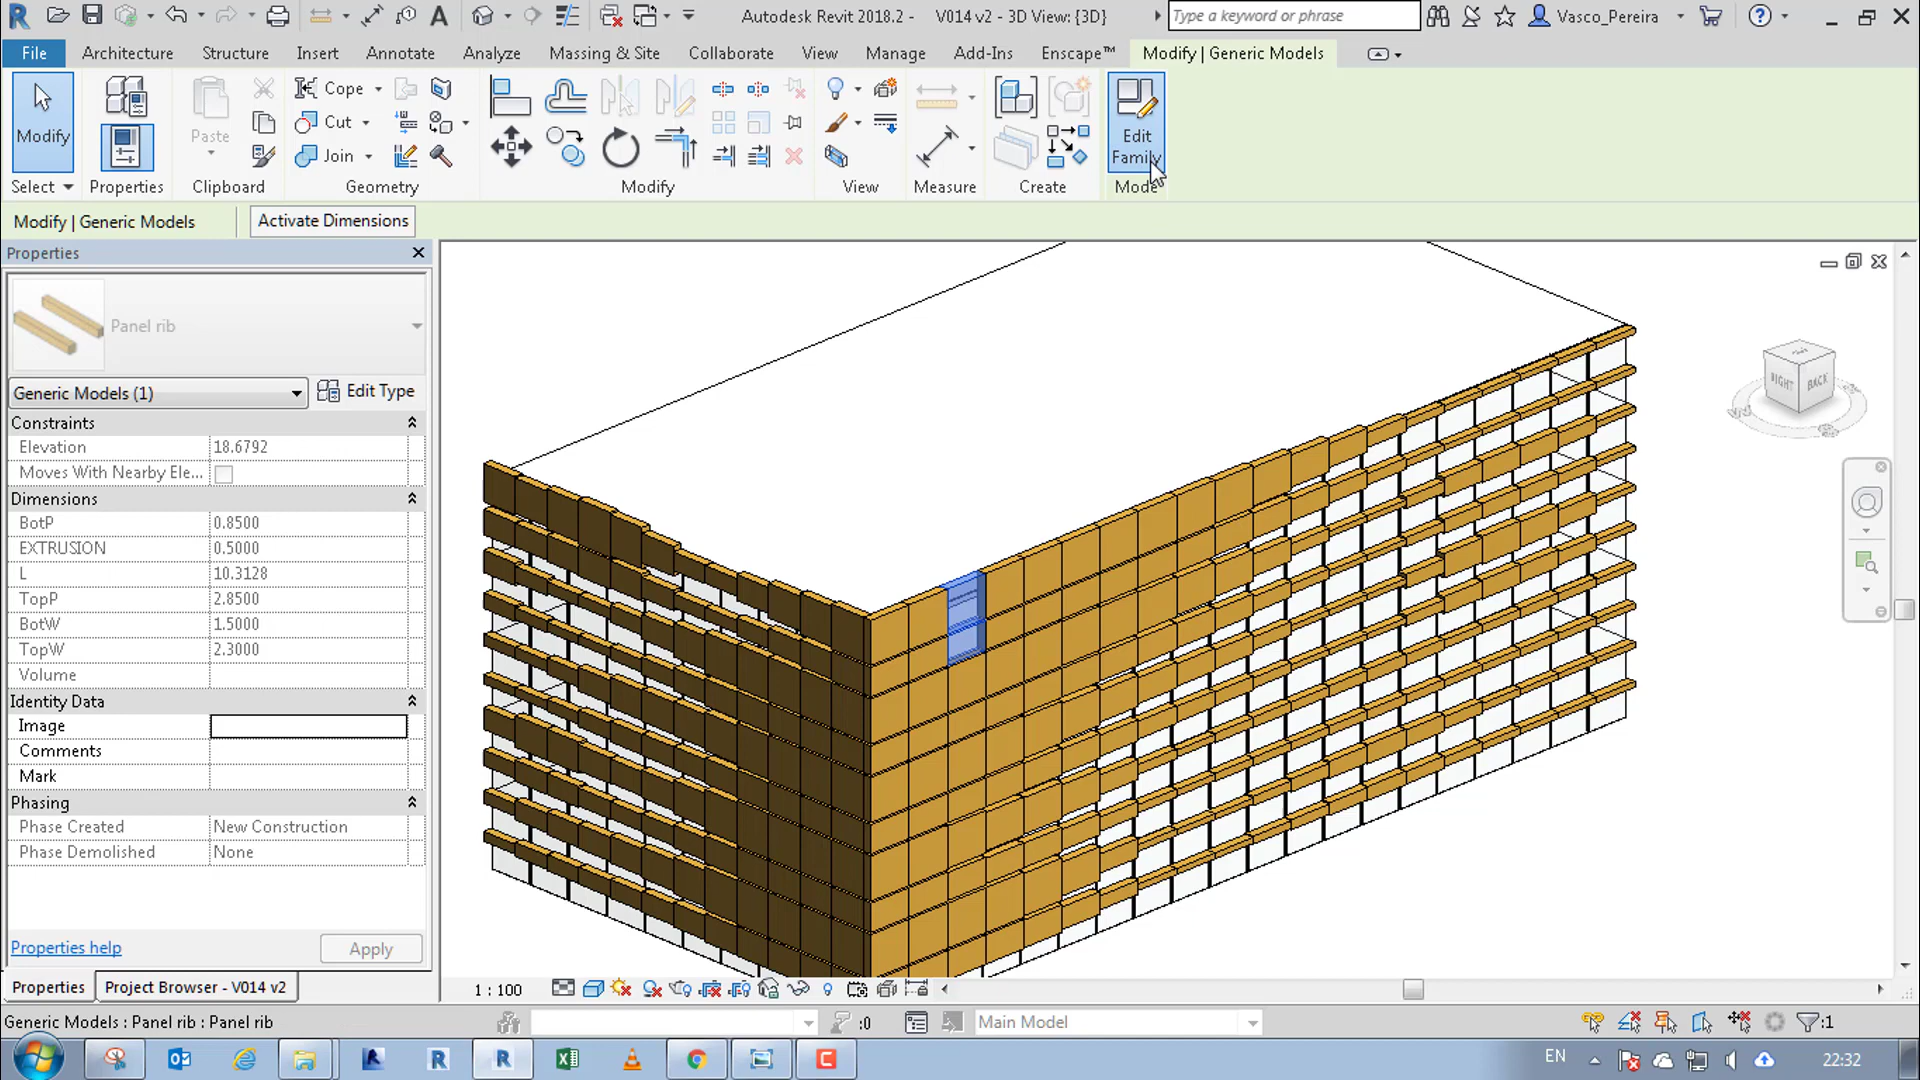 Autodesk Revit 2018.2 - V014 v2 - 3D View: {3D}
Type a keyword or phrase
Vasco_Pereira
File Architecture Structure Insert Annotate Analyze Massing & Site Collaborate View Manage Add-Ins Enscape™ Modify | Generic Models
Modify
Paste
Cope
Cut
Join
Edit
Family
Select Properties Clipboard Geometry Modify View Measure Create Mode
Modify | Generic Models
Activate Dimensions
Properties
Panel rib
Generic Models (1)
Edit Type
Constraints
Elevation 18.6792
Moves With Nearby Ele...
Dimensions
BotP 0.8500
EXTRUSION 0.5000
L 10.3128
TopP 2.8500
BotW 1.5000
TopW 2.3000
Volume
Identity Data
Image
Comments
Mark
Phasing
Phase Created New Construction
Phase Demolished None
Properties help
Apply
Properties Project Browser - V014 v2
RIGHT BACK
1 : 100
Generic Models : Panel rib : Panel rib
:0
Main Model
:1
EN
22:32